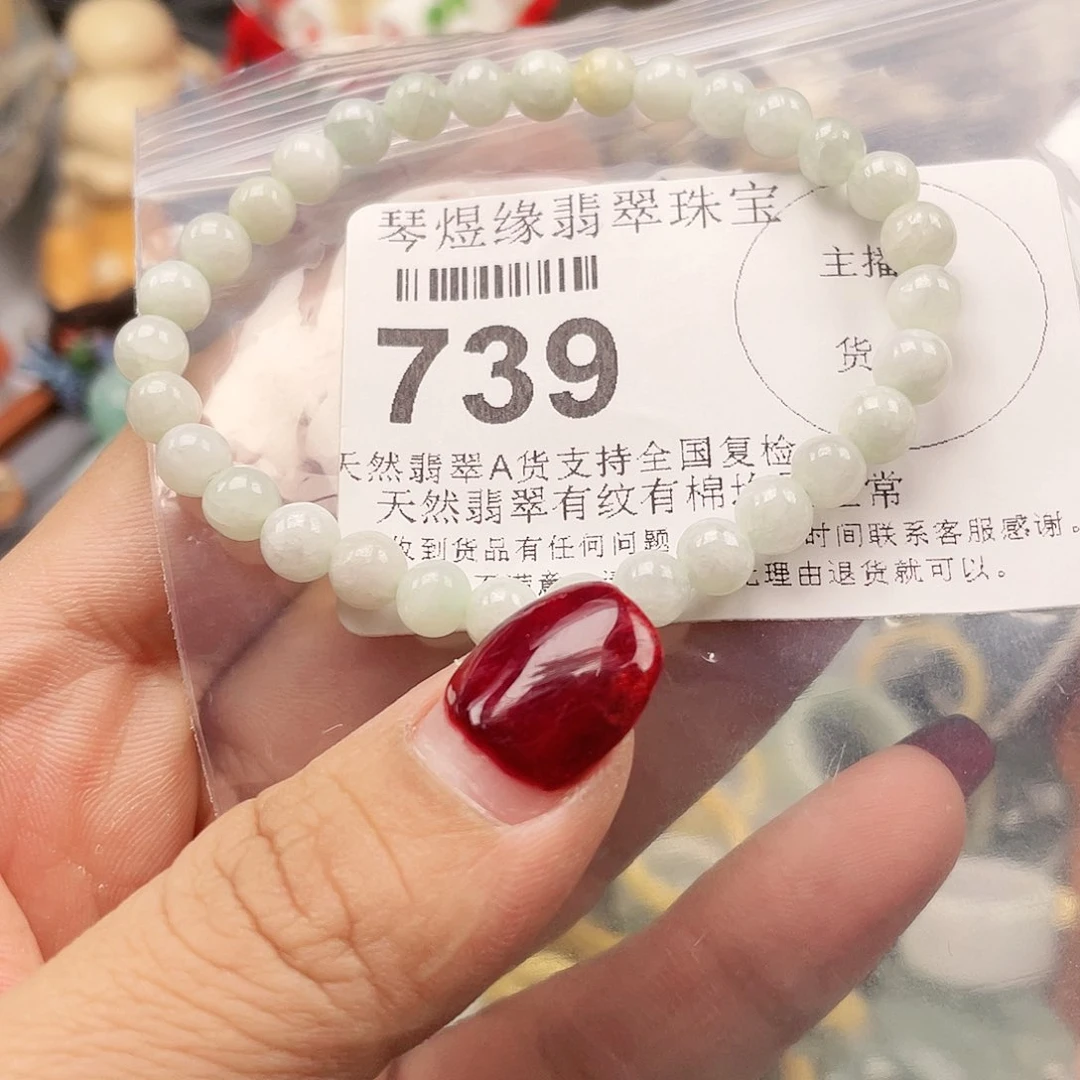 琴煜缘翡翠珠宝
主播
货
739
天然翡翠A货支持全国复检
天然翡翠有纹有棉 常
收到货品有任何问题 时间联系客服感谢。
理由退货就可以。